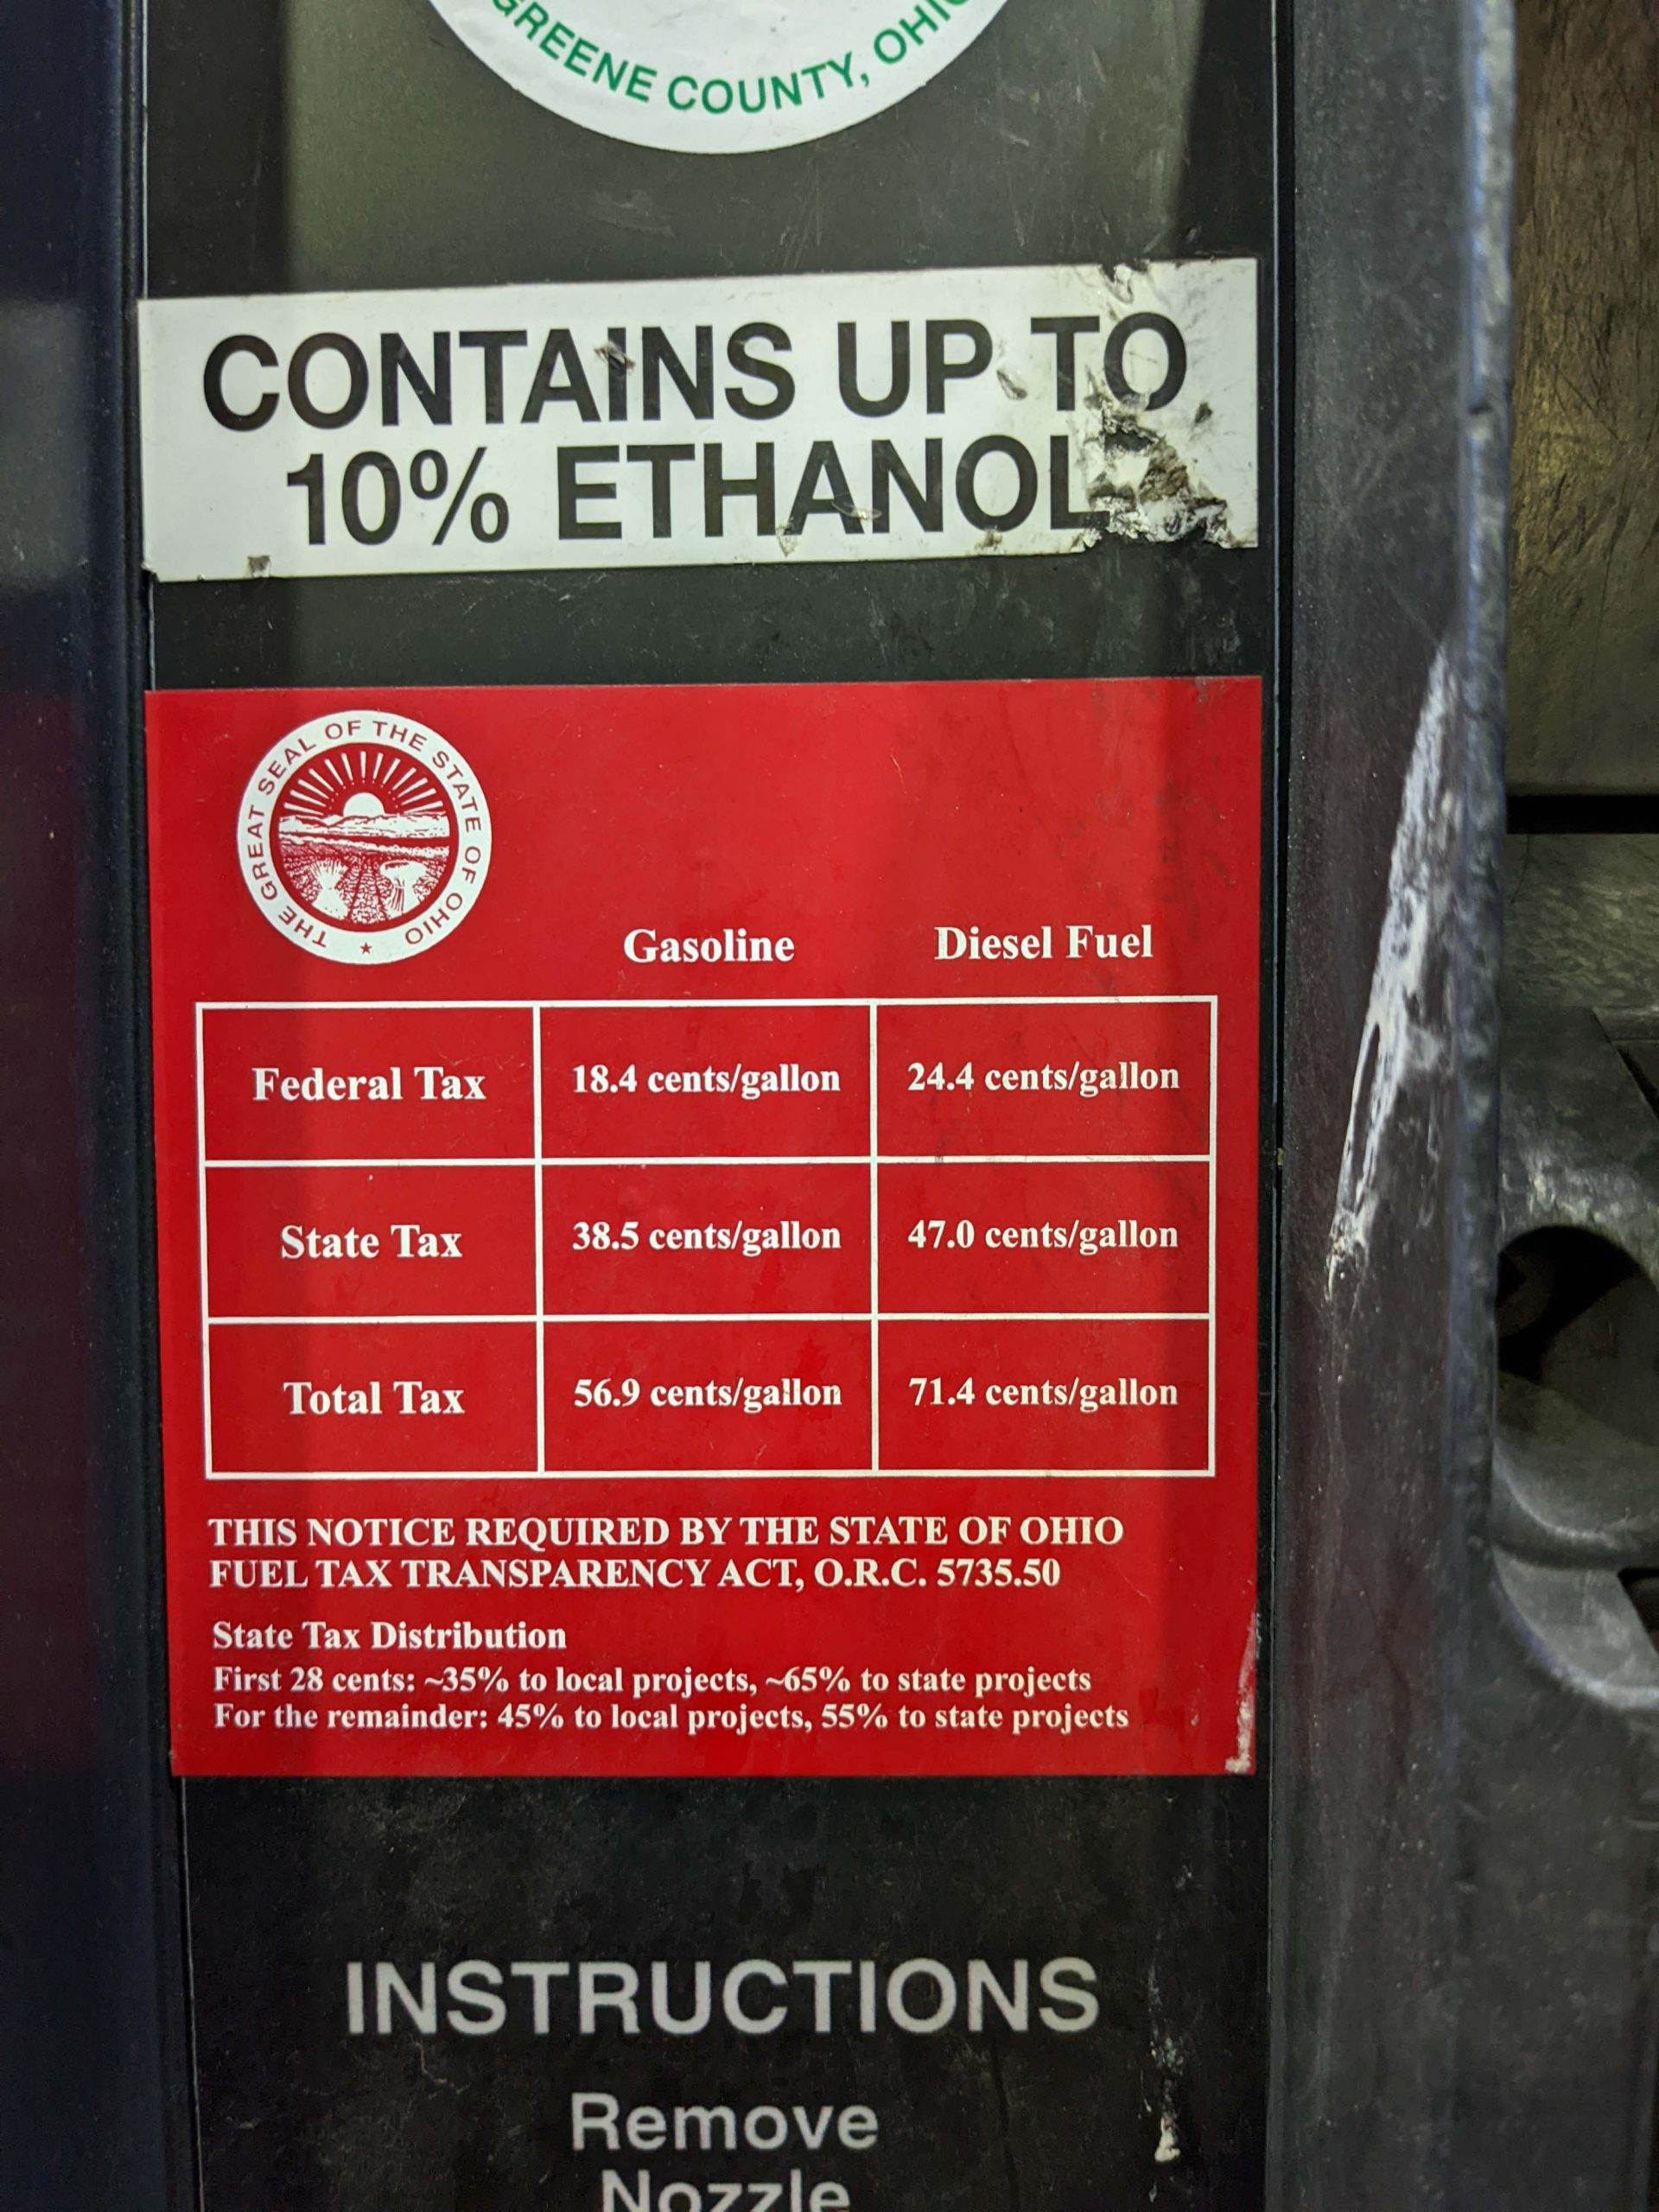 GREENE COUNTY, OHIO
CONTAINS UP TO
10% ETHANOL
THE GREAT SEAL OF THE STATE OF OHIO
Gasoline Diesel Fuel
Federal Tax 18.4 cents/gallon 24.4 cents/gallon
State Tax 38.5 cents/gallon 47.0 cents/gallon
Total Tax 56.9 cents/gallon 71.4 cents/gallon
THIS NOTICE REQUIRED BY THE STATE OF OHIO
FUEL TAX TRANSPARENCY ACT, O.R.C. 5735.50
State Tax Distribution
First 28 cents: ~35% to local projects, ~65% to state projects
For the remainder: 45% to local projects, 55% to state projects
INSTRUCTIONS
Remove
Nozzle